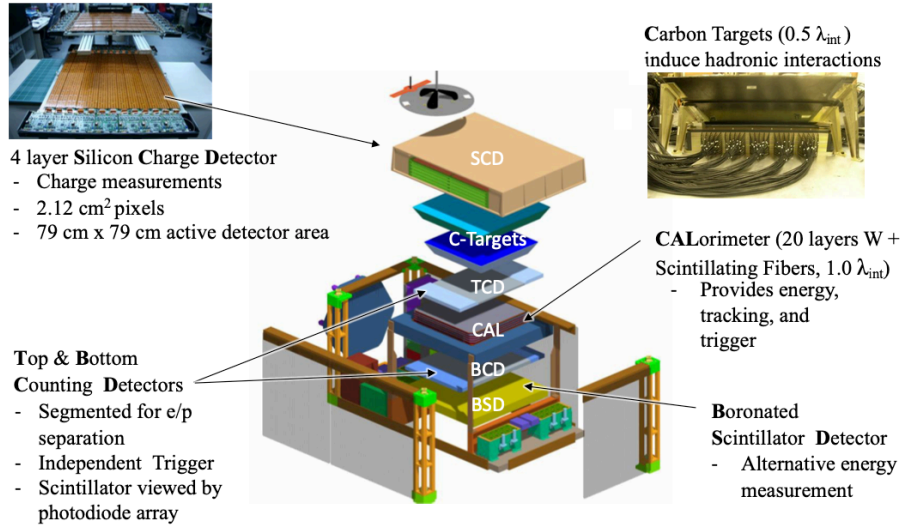 Carbon Targets (0.5 λint )
induce hadronic interactions
4 layer Silicon Charge Detector
- Charge measurements
- 2.12 cm2 pixels
- 79 cm x 79 cm active detector area
SCD
C-Targets
TCD
CAL
BCD
BSD
CALorimeter (20 layers W +
Scintillating Fibers, 1.0 λint)
- Provides energy,
tracking, and
trigger
Top & Bottom
Counting Detectors
- Segmented for e/p
separation
- Independent Trigger
- Scintillator viewed by
photodiode array
Boronated
Scintillator Detector
- Alternative energy
measurement